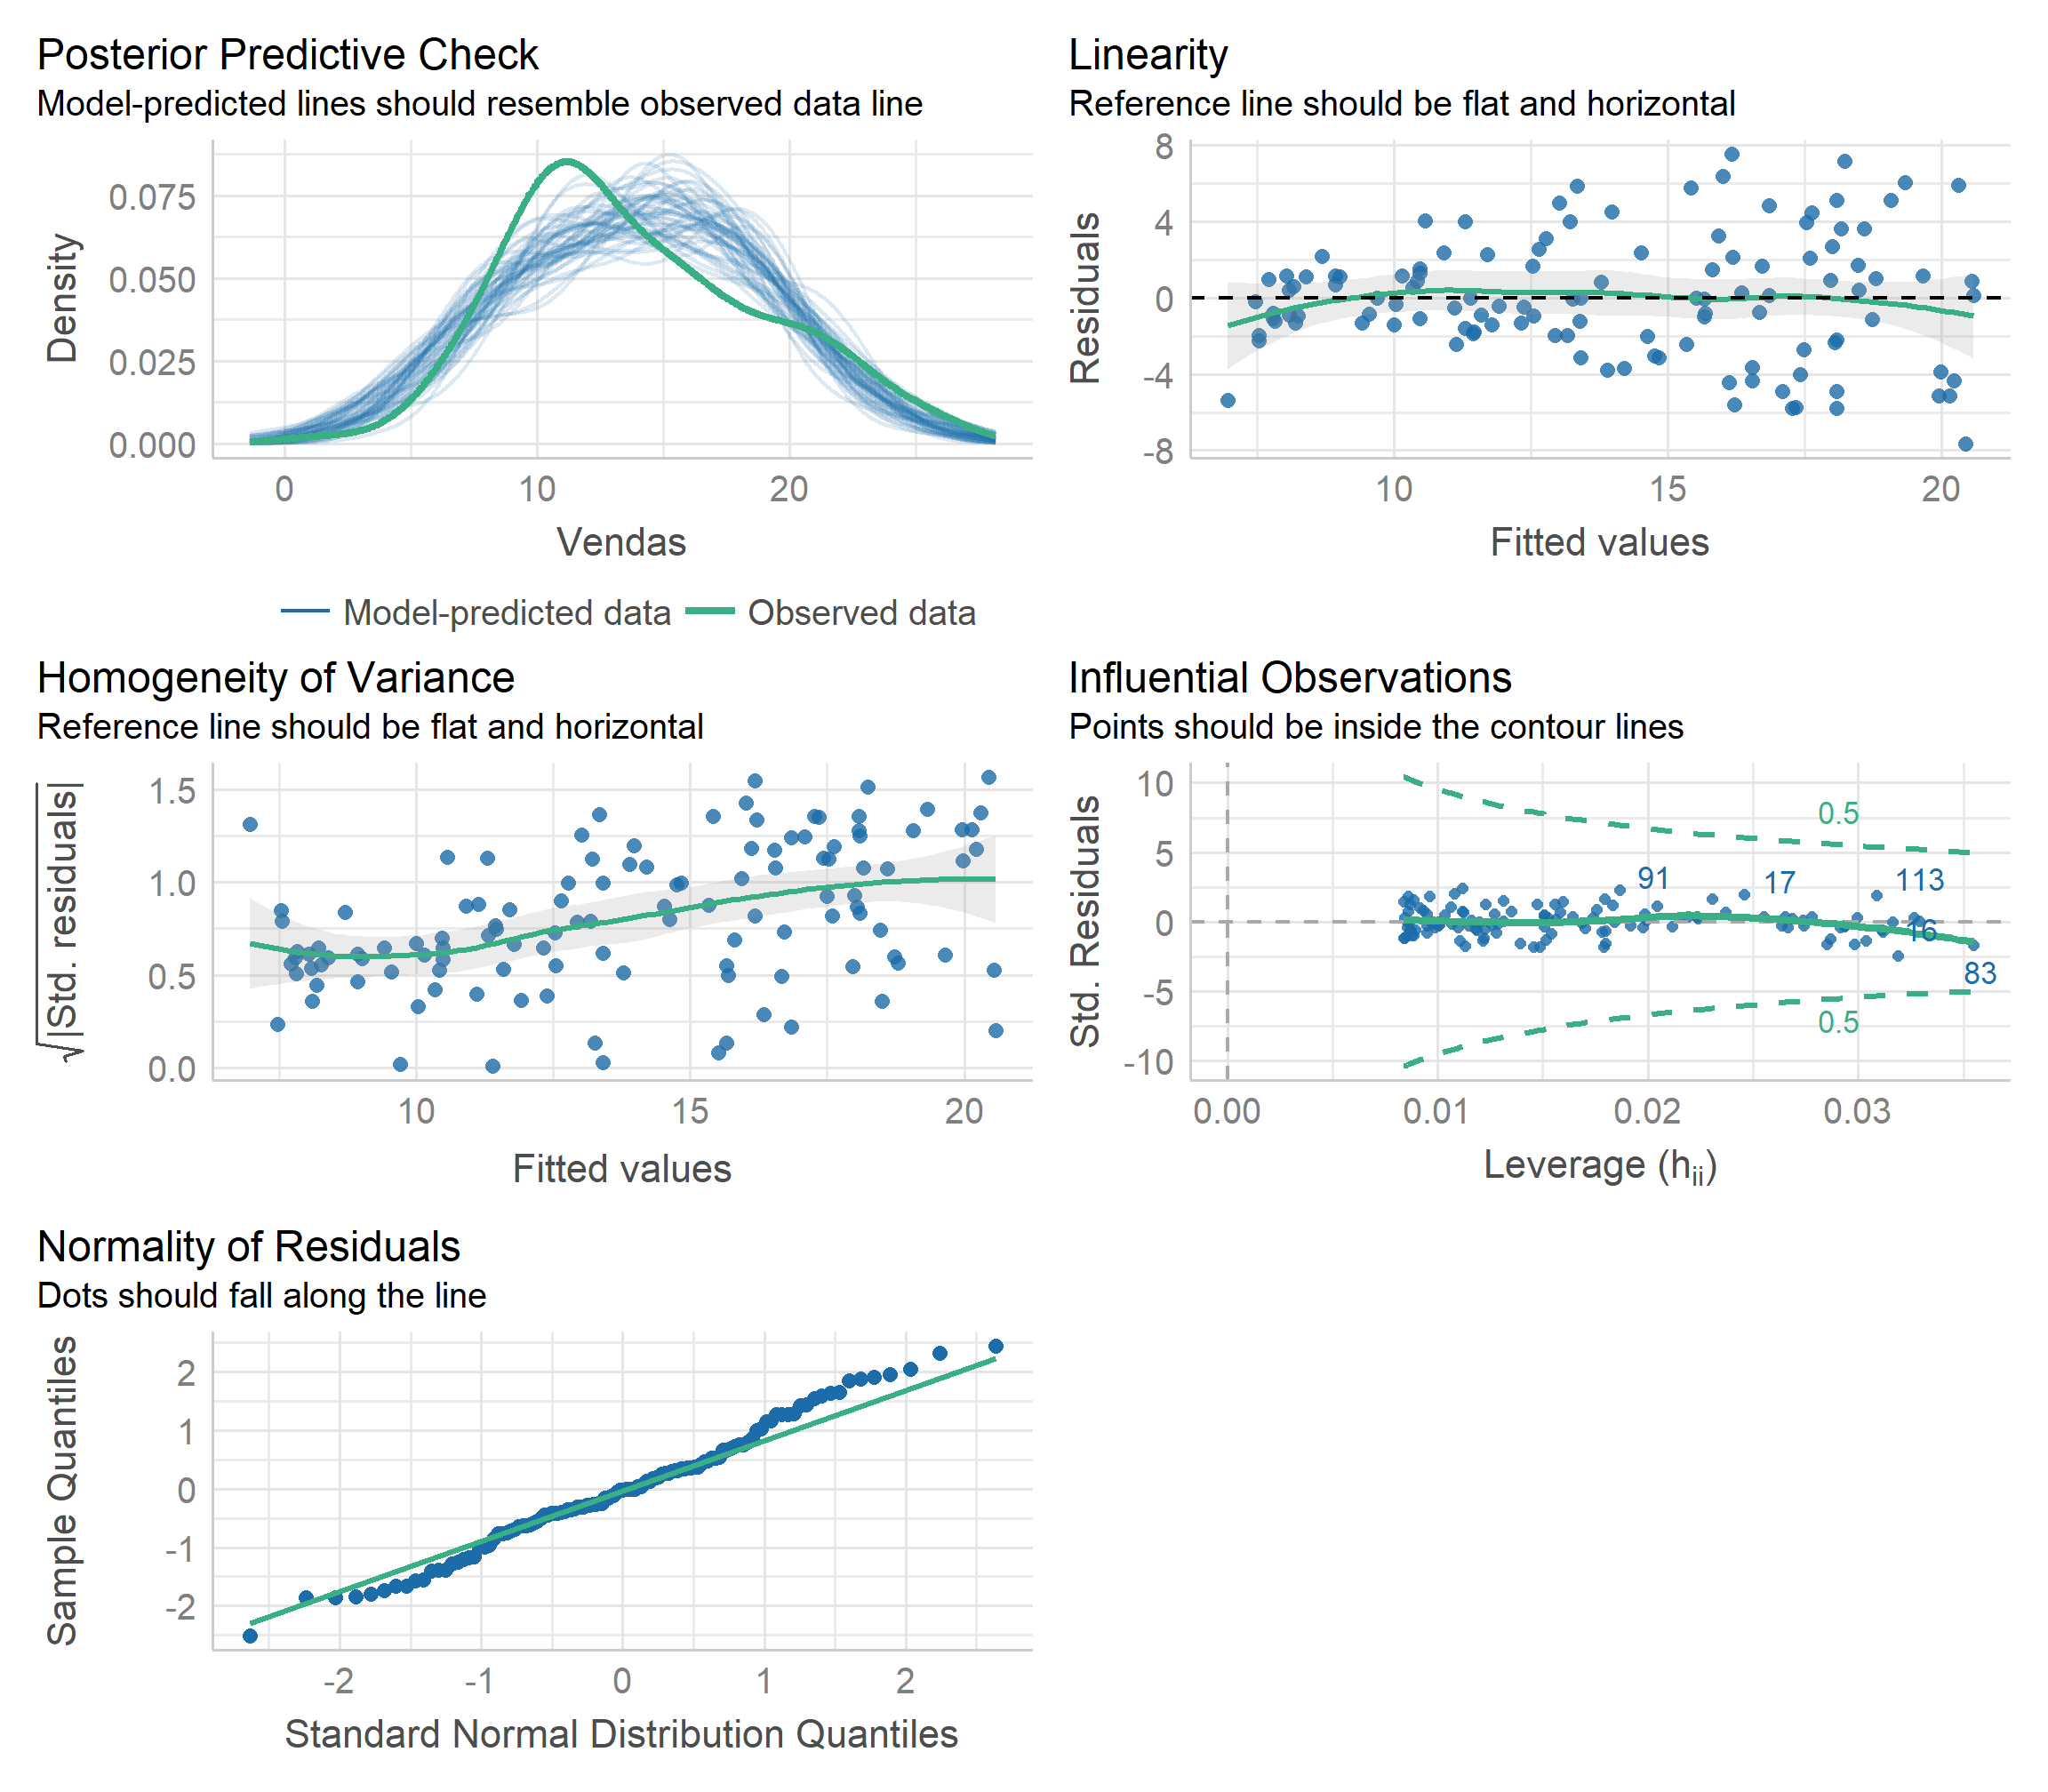 Posterior Predictive Check
Model-predicted lines should resemble observed data line
Density
0.075
0.050
0.025
0.000
0 10 20
Vendas
Model-predicted data Observed data
Linearity
Reference line should be flat and horizontal
Residuals
8
4
0
-4
-8
10 15 20
Fitted values
Homogeneity of Variance
Reference line should be flat and horizontal
√|Std. residuals|
1.5
1.0
0.5
0.0
10 15 20
Fitted values
Influential Observations
Points should be inside the contour lines
Std. Residuals
10
5
0
-5
-10
0.5
91 17 113
16
83
0.5
0.00 0.01 0.02 0.03
Leverage (hii)
Normality of Residuals
Dots should fall along the line
Sample Quantiles
2
1
0
-1
-2
-2 -1 0 1 2
Standard Normal Distribution Quantiles